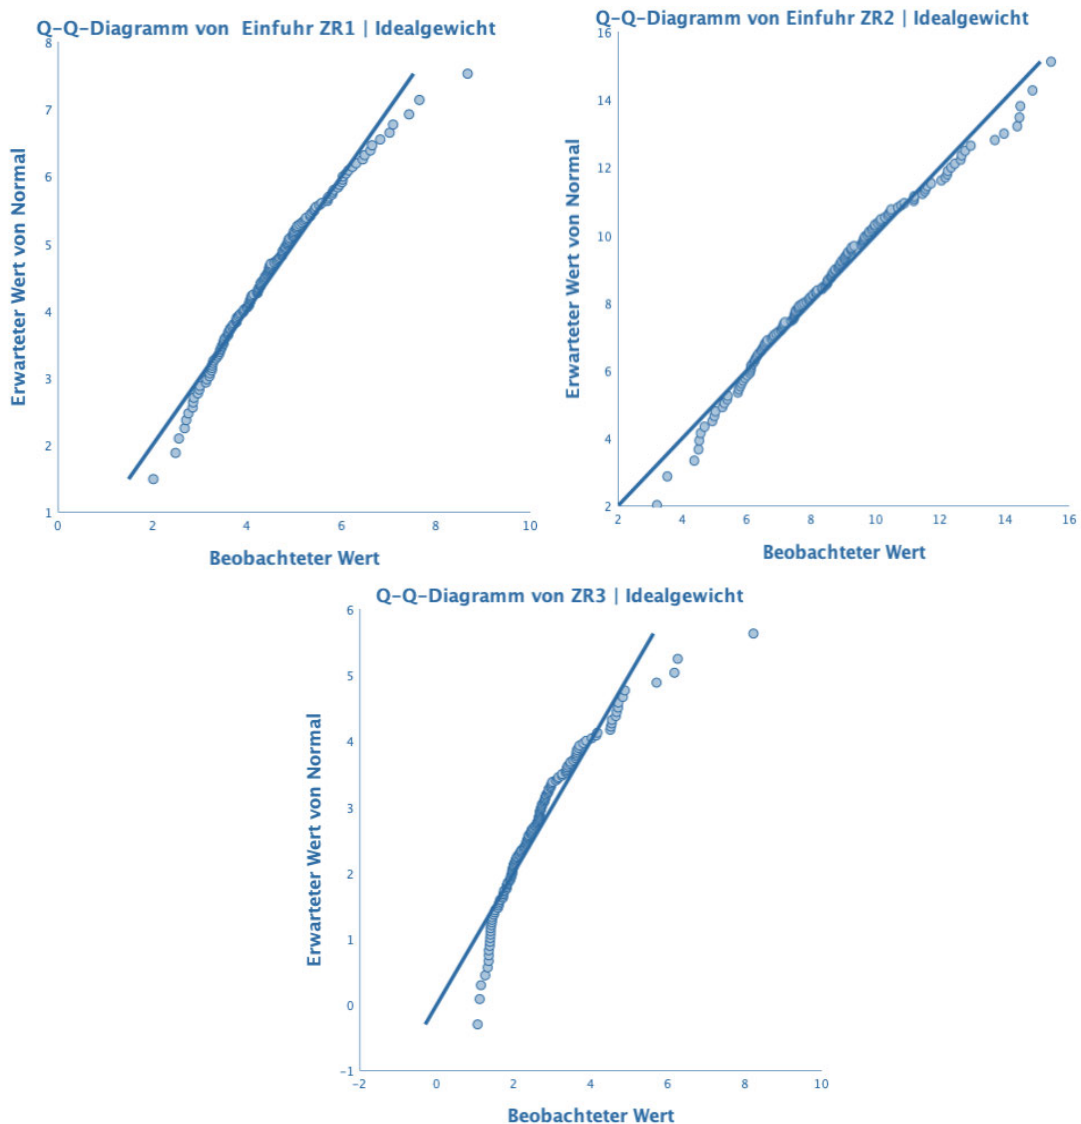 Q-Q-Diagramm von Einfuhr ZR1 | Idealgewicht
8
7
6
5
4
3
2
1
Erwarteter Wert von Normal
0 2 4 6 8 10
Beobachteter Wert
Q-Q-Diagramm von Einfuhr ZR2 | Idealgewicht
16
14
12
10
8
6
4
2
Erwarteter Wert von Normal
2 4 6 8 10 12 14 16
Beobachteter Wert
Q-Q-Diagramm von ZR3 | Idealgewicht
6
5
4
3
2
1
0
-1
Erwarteter Wert von Normal
-2 0 2 4 6 8 10
Beobachteter Wert